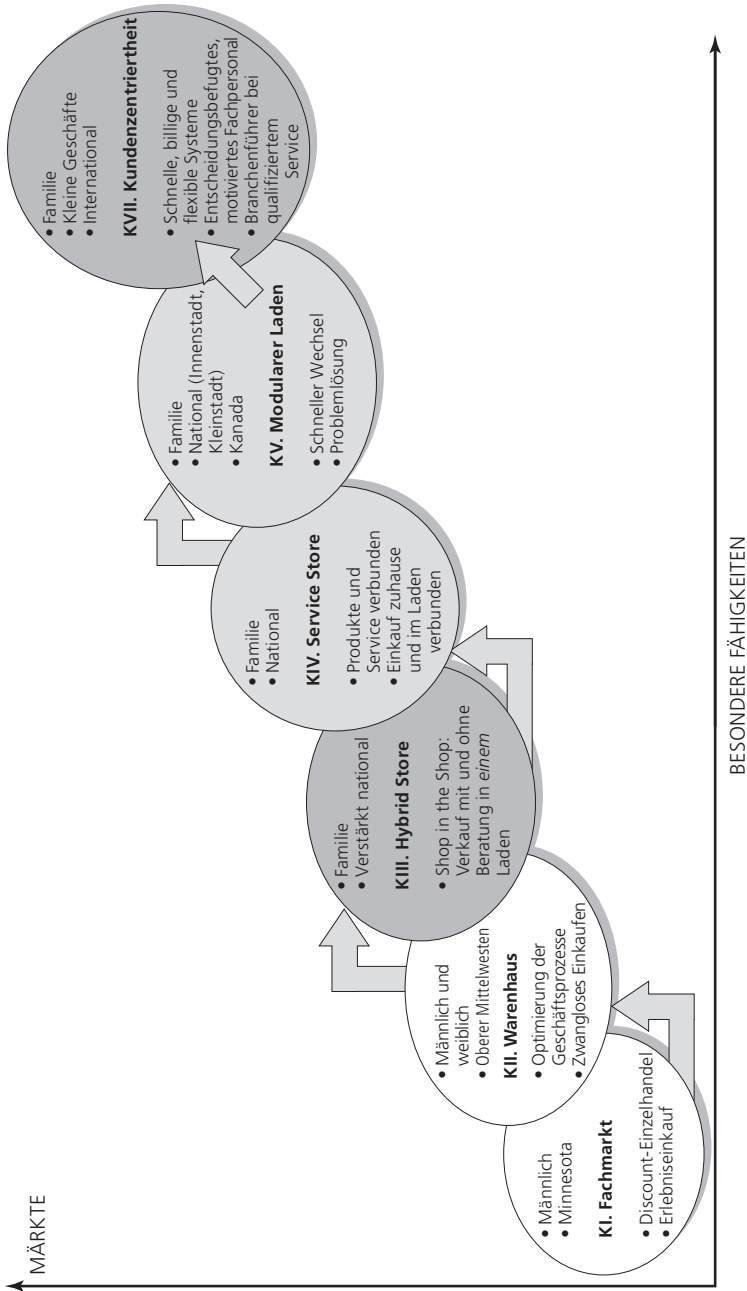 MÄRKTE
• Männlich
• Minnesota
KI. Fachmarkt
• Discount-Einzelhandel
• Erlebniseinkauf
• Männlich und
weiblich
• Oberer Mittelwesten
KII. Warenhaus
• Optimierung der
Geschäftsprozesse
• Zwangloses Einkaufen
• Familie
• Verstärkt national
KIII. Hybrid Store
• Shop in the Shop:
Verkauf mit und ohne
Beratung in einem
Laden
• Familie
• National
KIV. Service Store
• Produkte und
Service verbunden
• Einkauf zuhause
und im Laden
verbunden
• Familie
• National (Innenstadt,
Kleinstadt)
• Kanada
KV. Modularer Laden
• Schneller Wechsel
• Problemlösung
• Familie
• Kleine Geschäfte
• International
KVII. Kundenzentriertheit
• Schnelle, billige und
flexible Systeme
• Entscheidungsbefugtes,
motiviertes Fachpersonal
• Branchenführer bei
qualifiziertem
Service
BESONDERE FÄHIGKEITEN